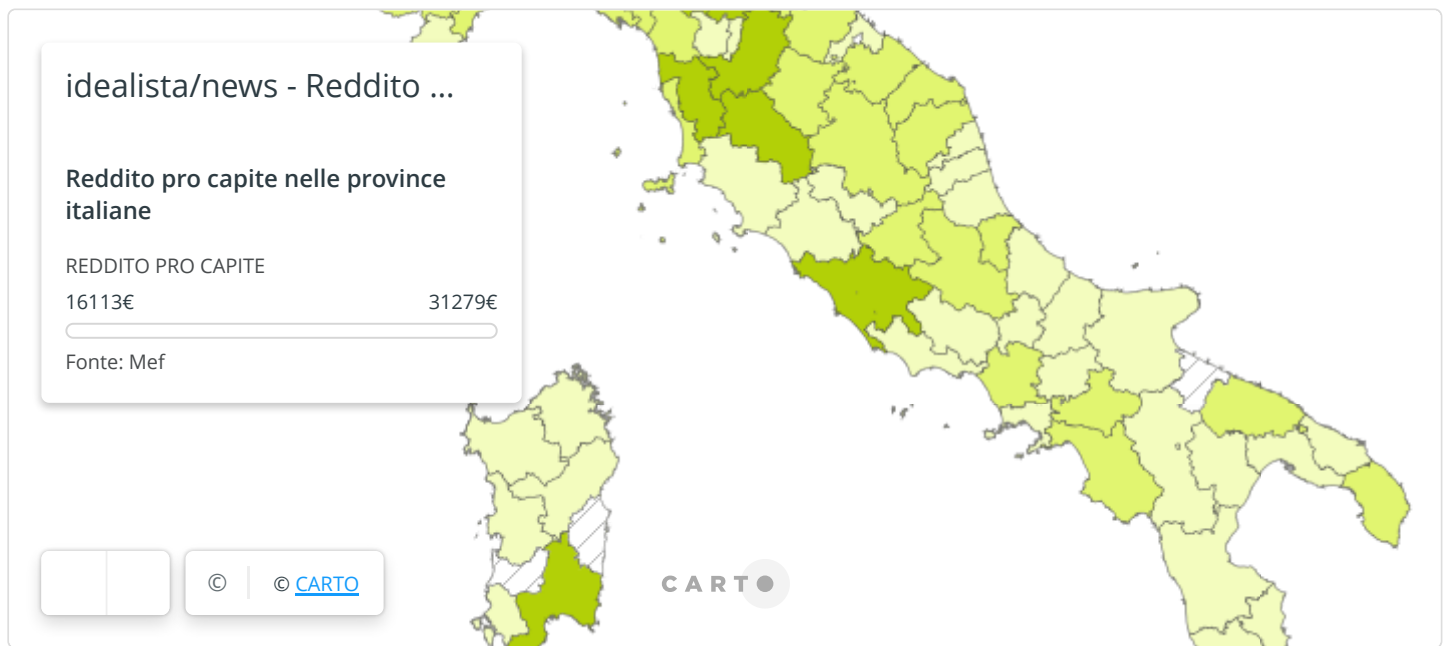 idealista/news - Reddito ...
Reddito pro capite nelle province
italiane
REDDITO PRO CAPITE
16113€ 31279€
Fonte: Mef
© © CARTO
CARTO